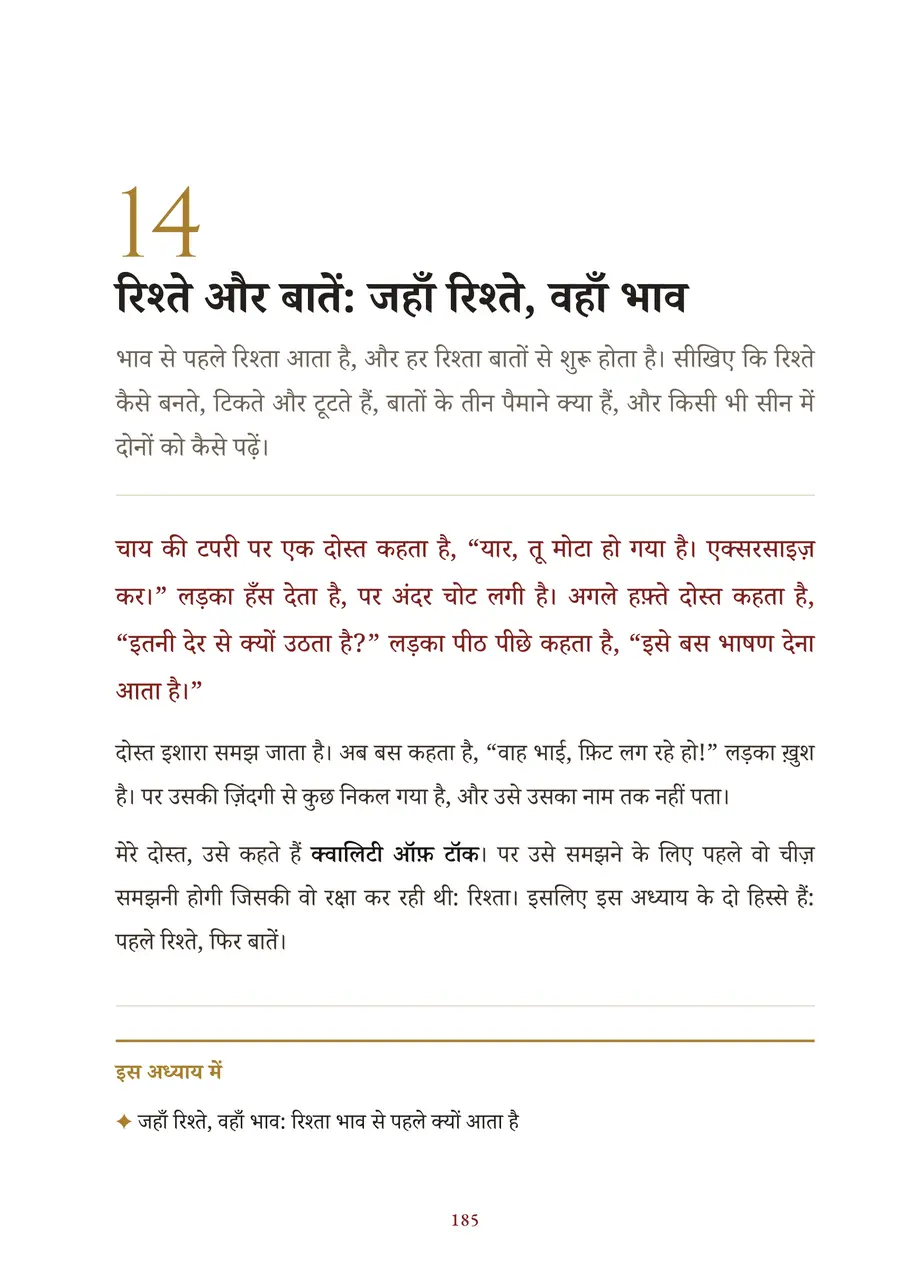 14
रिश्ते और बातें: जहाँ रिश्ते, वहाँ भाव
भाव से पहले रिश्ता आता है, और हर रिश्ता बातों से शुरू होता है। सीखिए कि रिश्ते
कैसे बनते, टिकते और टूटते हैं, बातों के तीन पैमाने क्या हैं, और किसी भी सीन में
दोनों को कैसे पढ़ें।
चाय की टपरी पर एक दोस्त कहता है, “यार, तू मोटा हो गया है। एक्सरसाइज़
कर।” लड़का हँस देता है, पर अंदर चोट लगी है। अगले हफ़्ते दोस्त कहता है,
“इतनी देर से क्यों उठता है?” लड़का पीठ पीछे कहता है, “इसे बस भाषण देना
आता है।”
दोस्त इशारा समझ जाता है। अब बस कहता है, “वाह भाई, फ़िट लग रहे हो!” लड़का ख़ुश
है। पर उसकी ज़िंदगी से कुछ निकल गया है, और उसे उसका नाम तक नहीं पता।
मेरे दोस्त, उसे कहते हैं क्वालिटी ऑफ़ टॉक। पर उसे समझने के लिए पहले वो चीज़
समझनी होगी जिसकी वो रक्षा कर रही थी: रिश्ता। इसलिए इस अध्याय के दो हिस्से हैं:
पहले रिश्ते, फिर बातें।
इस अध्याय में
✦ जहाँ रिश्ते, वहाँ भाव: रिश्ता भाव से पहले क्यों आता है
185